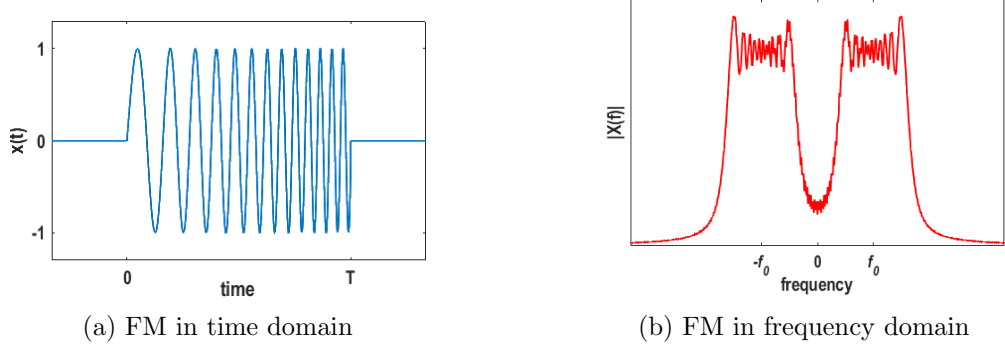 1
0
-1
x(t)
0
T
time
(a) FM in time domain
|X(f)|
-f₀
0
f₀
frequency
(b) FM in frequency domain